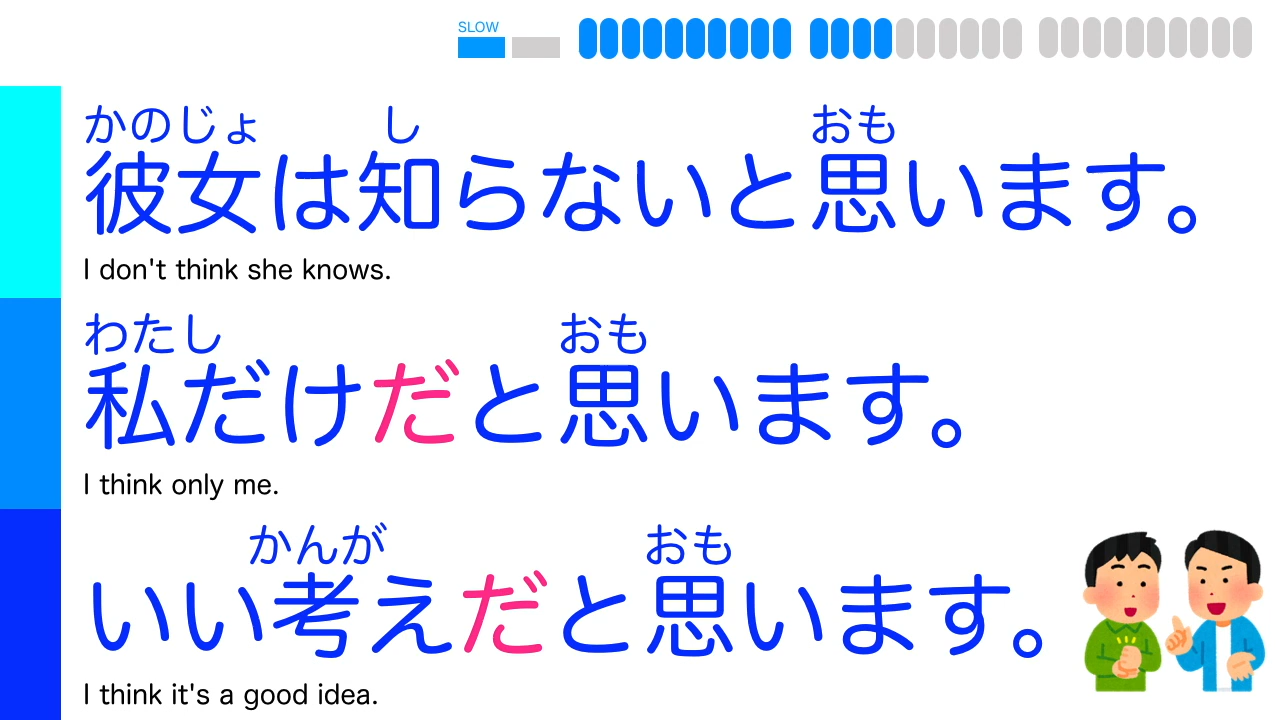 SLOW
かのじょ し おも
彼女は知らないと思います。
I don't think she knows.
わたし おも
私だけだと思います。
I think only me.
かんが おも
いい考えだと思います。
I think it's a good idea.